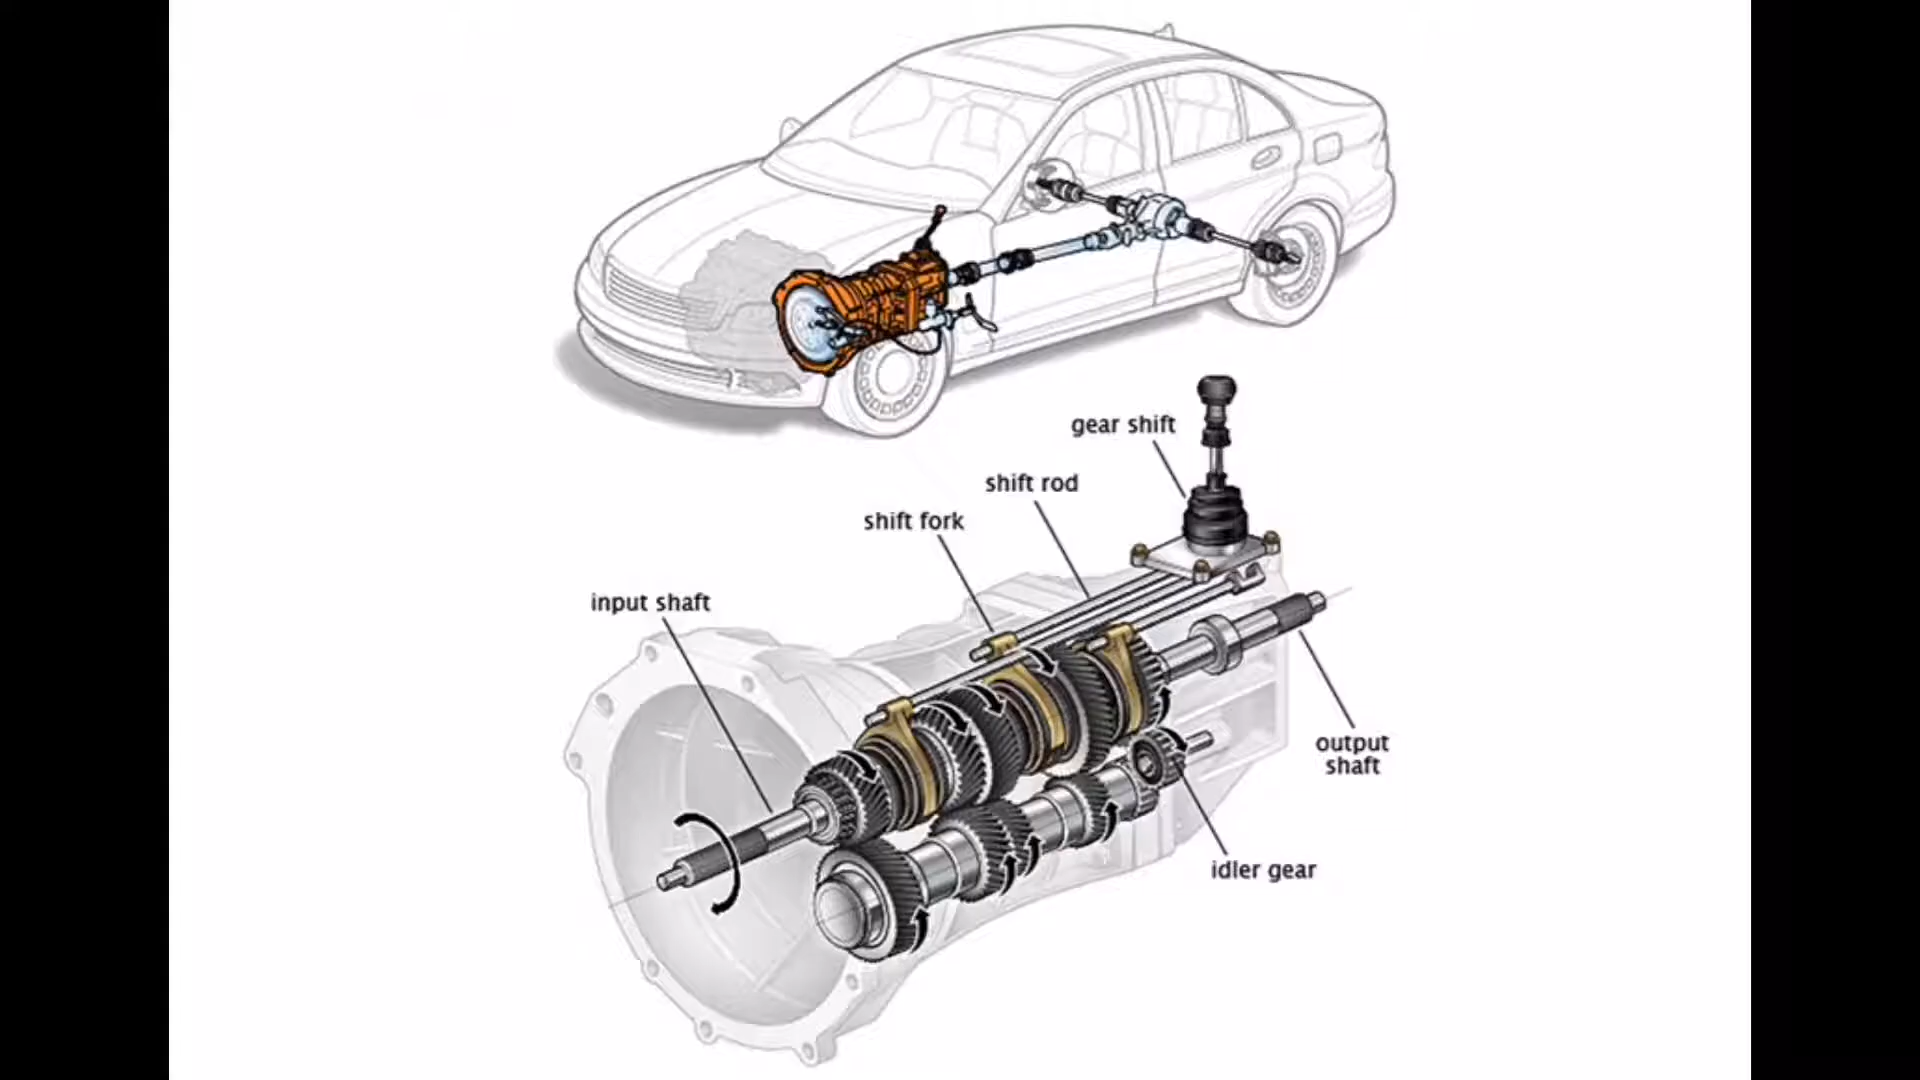 gear shift
shift rod
shift fork
input shaft
output
shaft
idler gear